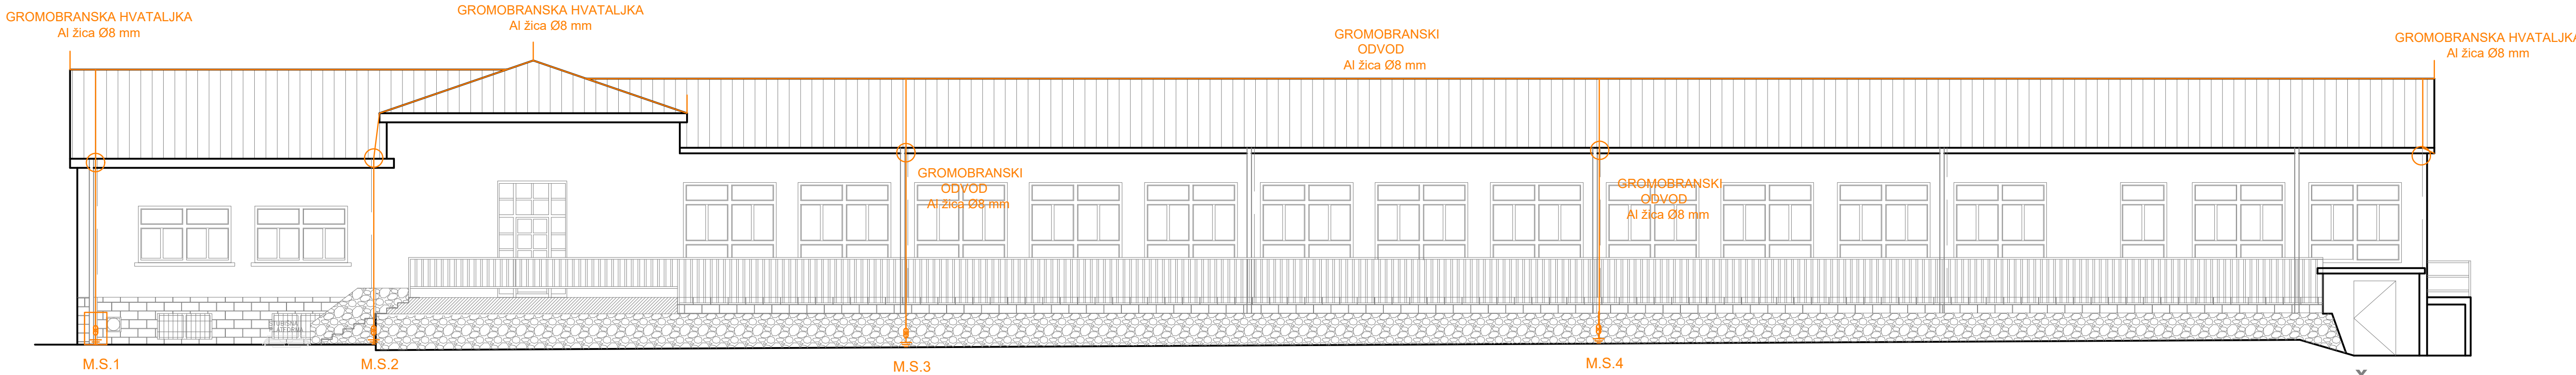 GROMOBRANSKA HVATALJKA
Al žica Ø8 mm
GROMOBRANSKA HVATALJKA
Al žica Ø8 mm
GROMOBRANSKI
ODVOD
Al žica Ø8 mm
GROMOBRANSKA HVATALJKA
Al žica Ø8 mm
GROMOBRANSKI
ODVOD
Al žica Ø8 mm
GROMOBRANSKI
ODVOD
Al žica Ø8 mm
STUBIŠNA
PLATFORMA
M.S.1
M.S.2
M.S.3
M.S.4